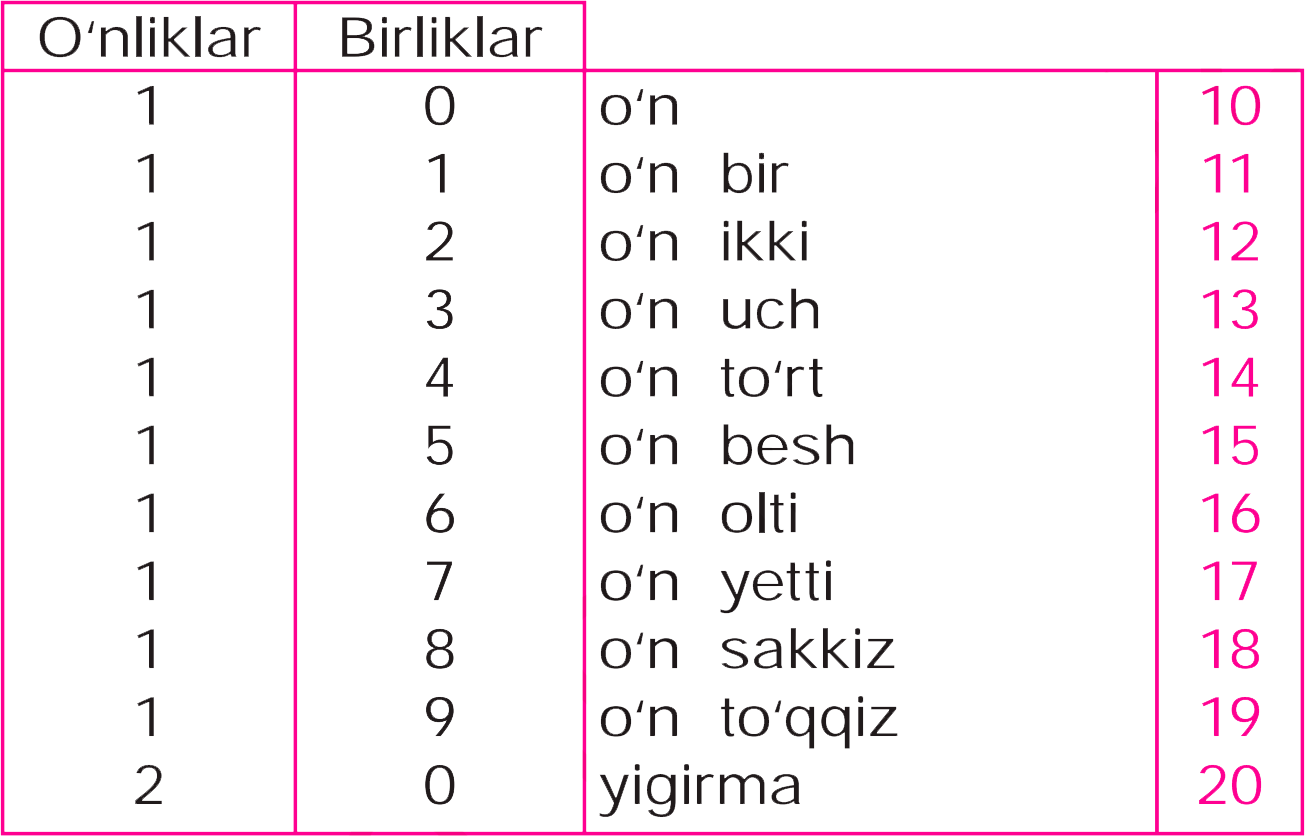 O‘nliklar Birliklar
1 0 o‘n 10
1 1 o‘n bir 11
1 2 o‘n ikki 12
1 3 o‘n uch 13
1 4 o‘n to‘rt 14
1 5 o‘n besh 15
1 6 o‘n olti 16
1 7 o‘n yetti 17
1 8 o‘n sakkiz 18
1 9 o‘n to‘qqiz 19
2 0 yigirma 20